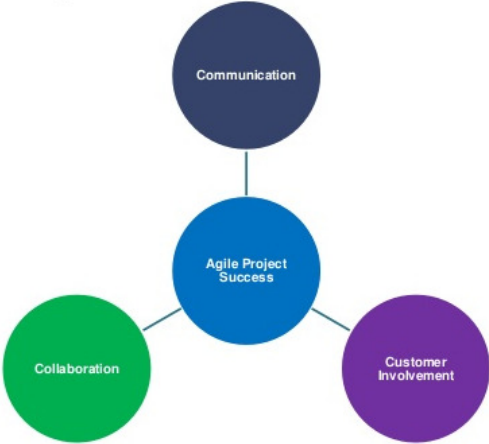 Communication
Agile Project
Success
Collaboration
Customer
Involvement